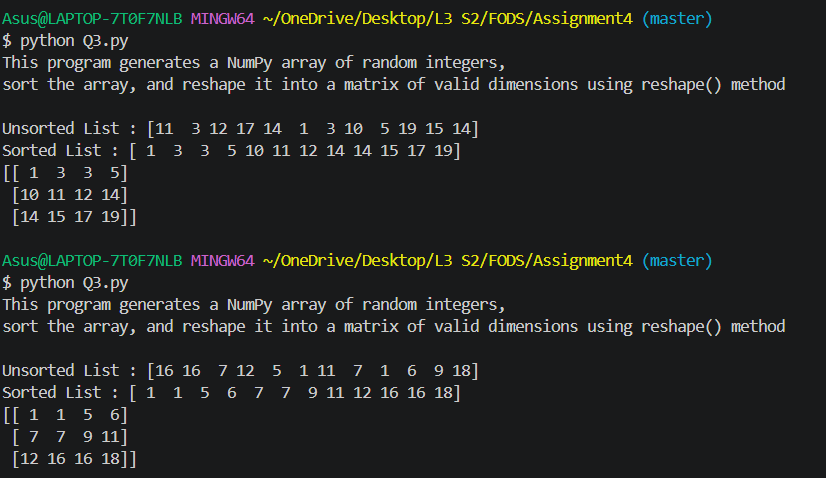 Asus@LAPTOP-7T0F7NLB MINGW64 ~/OneDrive/Desktop/L3 S2/FODS/Assignment4 (master)
$ python Q3.py
This program generates a NumPy array of random integers,
sort the array, and reshape it into a matrix of valid dimensions using reshape() method

Unsorted List : [11  3 12 17 14  1  3 10  5 19 15 14]
Sorted List : [ 1  3  3  5 10 11 12 14 14 15 17 19]
[[ 1  3  3  5]
 [10 11 12 14]
 [14 15 17 19]]

Asus@LAPTOP-7T0F7NLB MINGW64 ~/OneDrive/Desktop/L3 S2/FODS/Assignment4 (master)
$ python Q3.py
This program generates a NumPy array of random integers,
sort the array, and reshape it into a matrix of valid dimensions using reshape() method

Unsorted List : [16 16  7 12  5  1 11  7  1  6  9 18]
Sorted List : [ 1  1  5  6  7  7  9 11 12 16 16 18]
[[ 1  1  5  6]
 [ 7  7  9 11]
 [12 16 16 18]]